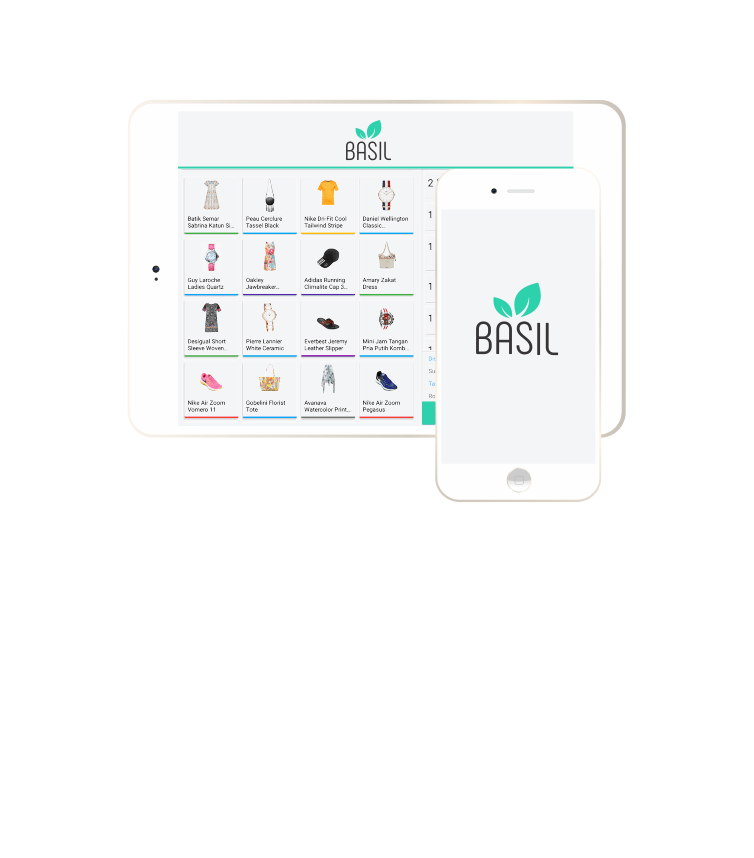 BASIL
Batik Semar
Sabrina Katun Si...
Peau Cerclure
Tassel Black
Nike Dri-Fit Cool
Tailwind Stripe
Daniel Wellington
Classic...
Guy Laroche
Ladies Quartz
Oakley
Jawbreaker...
Adidas Running
Climalite Cap 3...
Amary Zakat
Dress
Desigual Short
Sleeve Woven...
Pierre Lannier
White Ceramic
Everbest Jeremy
Leather Slipper
Mini Jam Tangan
Pria Putih Komb...
Nike Air Zoom
Vomero 11
Gobelini Florist
Tote
Avanava
Watercolor Print...
Nike Air Zoom
Pegasus
2
1
1
1
1
BASIL